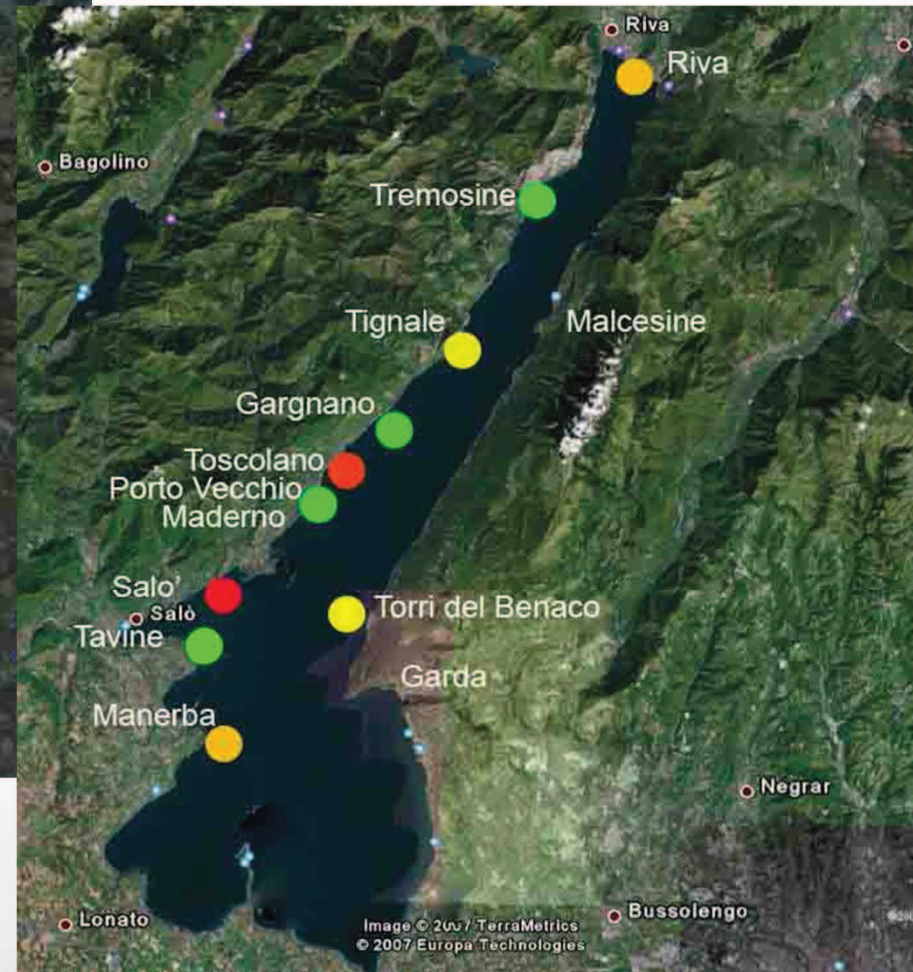 Riva
Riva
Bagolino
Tremosine
Tignale
Malcesine
Gargnano
Toscolano
Porto Vecchio
Maderno
Salo'
Salò
Torri del Benaco
Tavine
Garda
Manerba
Negrar
Lonato
Bussolengo
Image © / TerraMetrics
© 2007 Europa Technologies